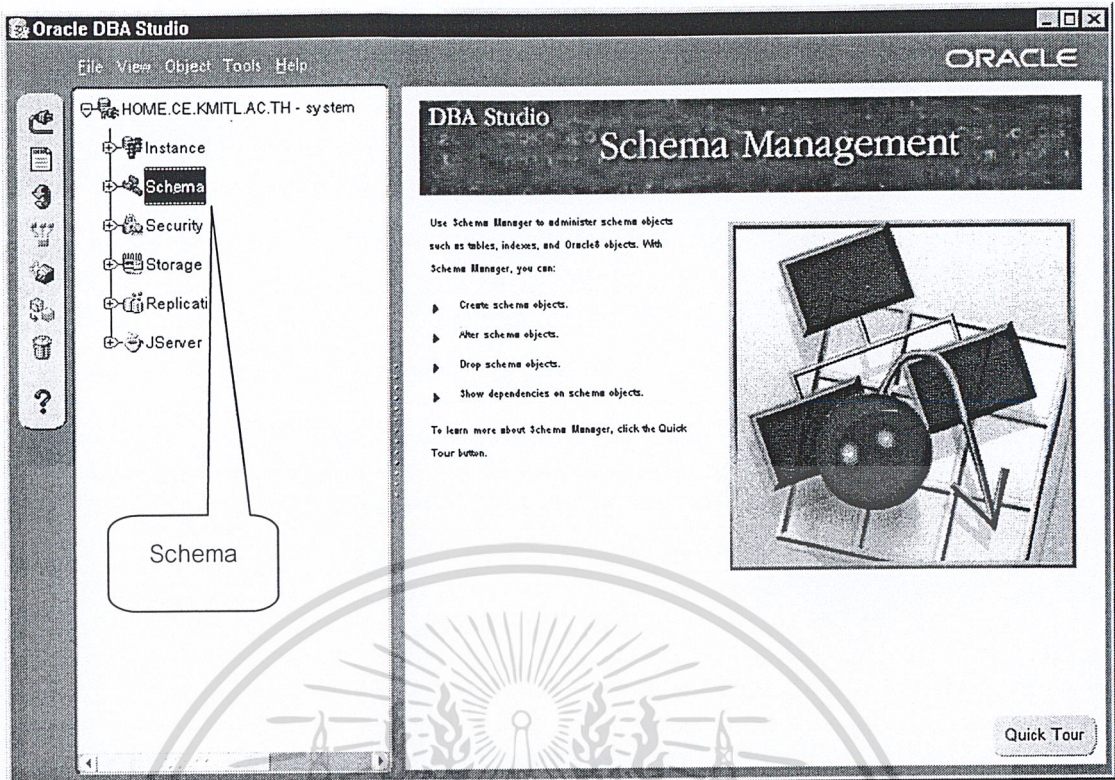 Oracle DBA Studio
File View Object Tools Help
ORACLE
HOME.CE.KMITL.AC.TH - system
Instance
Schema
Security
Storage
Replicati
JServer
Schema
DBA Studio
Schema Management
Use Schema Manager to administer schema objects
such as tables, indexes, and Oracle8 objects. With
Schema Manager, you can:
Create schema objects.
Alter schema objects.
Drop schema objects.
Show dependencies on schema objects.
To learn more about Schema Manager, click the Quick
Tour button.
Quick Tour